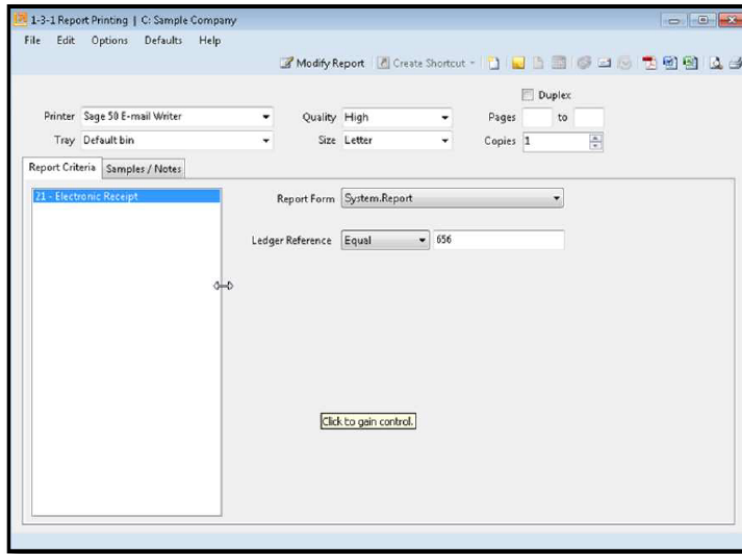 1-3-1 Report Printing | C: Sample Company
File Edit Options Defaults Help
Modify Report Create Shortcut
Duplex
Printer Sage 50 E-mail Writer Quality High Pages to
Tray Default bin Size Letter Copies 1
Report Criteria Samples / Notes
21 - Electronic Receipt Report Form System.Report
Ledger Reference Equal 656
Click to gain control.